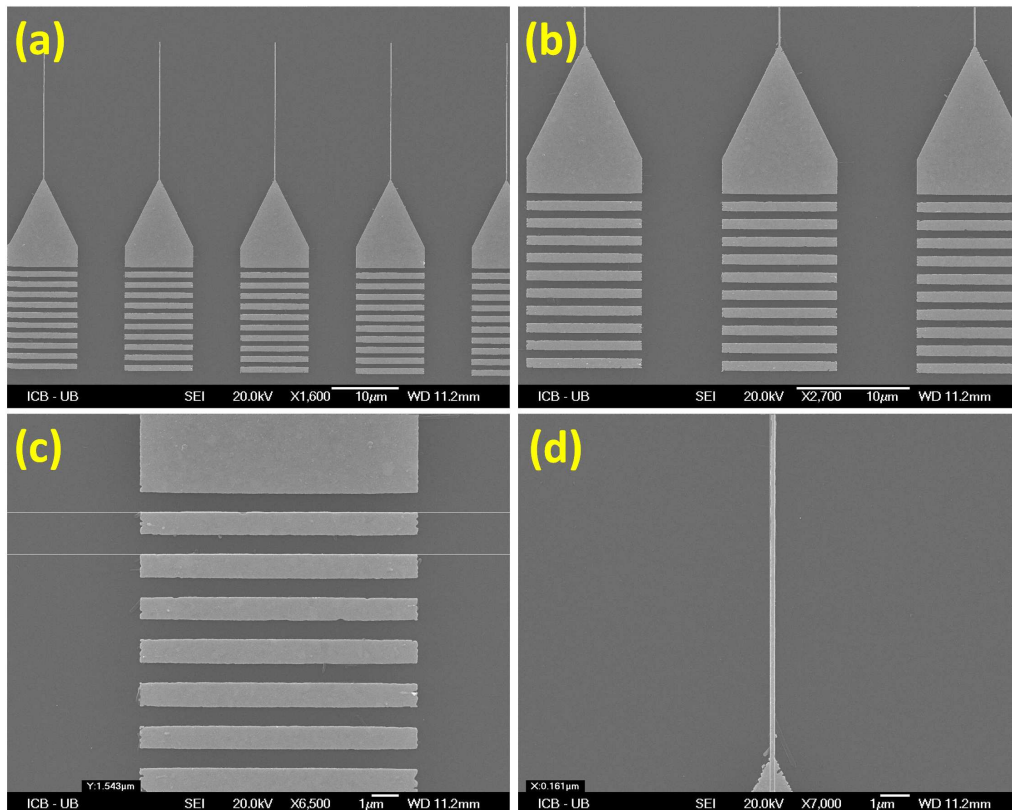 (a)
ICB - UB SEI 20.0kV X1,600 10µm WD 11.2mm
(b)
ICB - UB SEI 20.0kV X2,700 10µm WD 11.2mm
(c)
Y:1.543µm
ICB - UB SEI 20.0kV X6,500 1µm WD 11.2mm
(d)
X:0.161µm
ICB - UB SEI 20.0kV X7,000 1µm WD 11.2mm